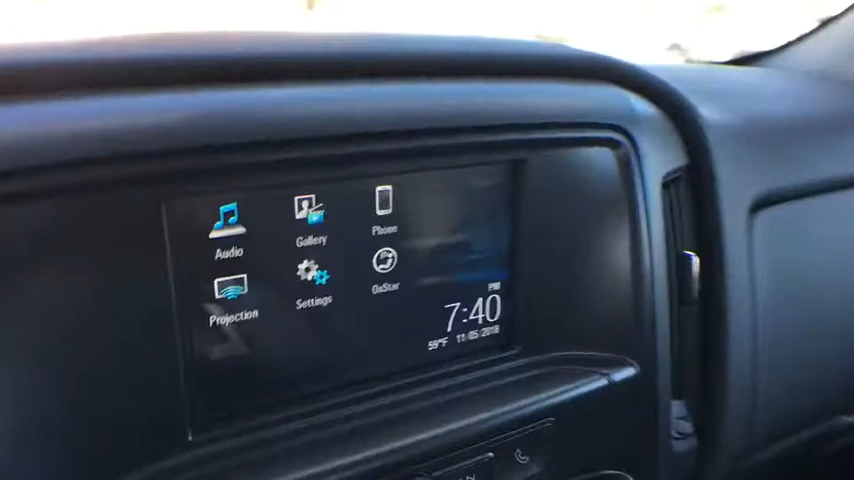 Audio
Gallery
Phone
Projection
Settings
OnStar
PM
7:40
59°F 11/05/2018